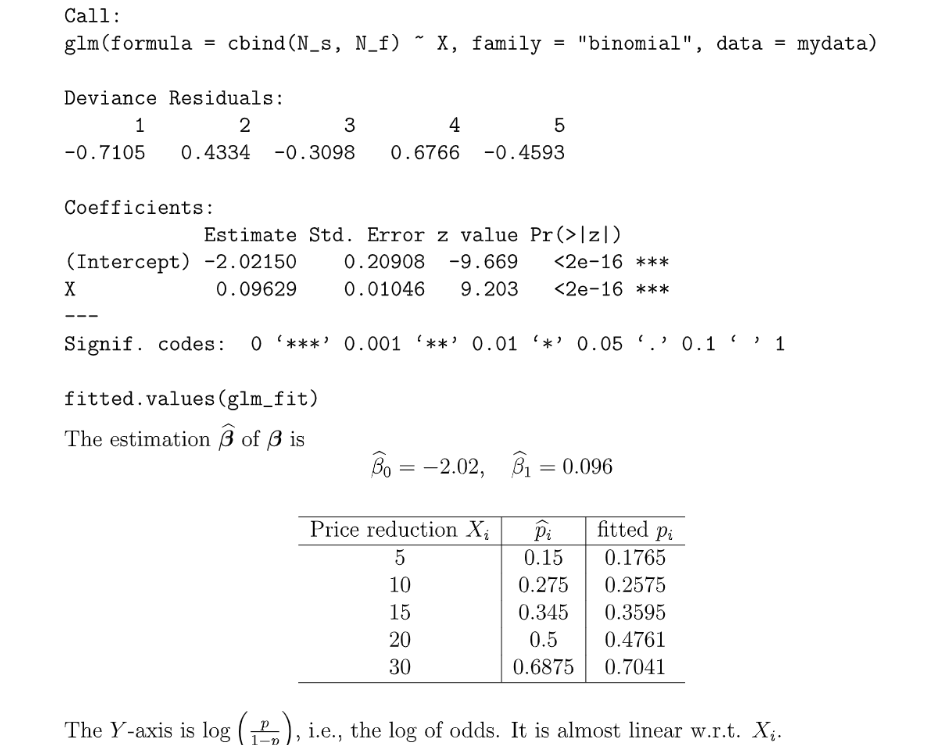 Call:
glm(formula = cbind(N_s, N_f) ~ X, family = "binomial", data = mydata)
Deviance Residuals:
1 2 3 4 5
-0.7105 0.4334 -0.3098 0.6766 -0.4593
Coefficients:
Estimate Std. Error z value Pr(>|z|)
(Intercept) -2.02150 0.20908 -9.669 <2e-16 ***
X 0.09629 0.01046 9.203 <2e-16 ***
---
Signif. codes: 0 ‘***’ 0.001 ‘**’ 0.01 ‘*’ 0.05 ‘.’ 0.1 ‘ ’ 1
fitted.values(glm_fit)
The estimation $\widehat{\boldsymbol{\beta}}$ of $\boldsymbol{\beta}$ is
$\widehat{\beta}_0 = -2.02, \quad \widehat{\beta}_1 = 0.096$
Price reduction $X_i$ $\widehat{p}_i$ fitted $p_i$
5 0.15 0.1765
10 0.275 0.2575
15 0.345 0.3595
20 0.5 0.4761
30 0.6875 0.7041
The $Y$-axis is $\log\left(\frac{p}{1-p}\right)$, i.e., the log of odds. It is almost linear w.r.t. $X_i$.